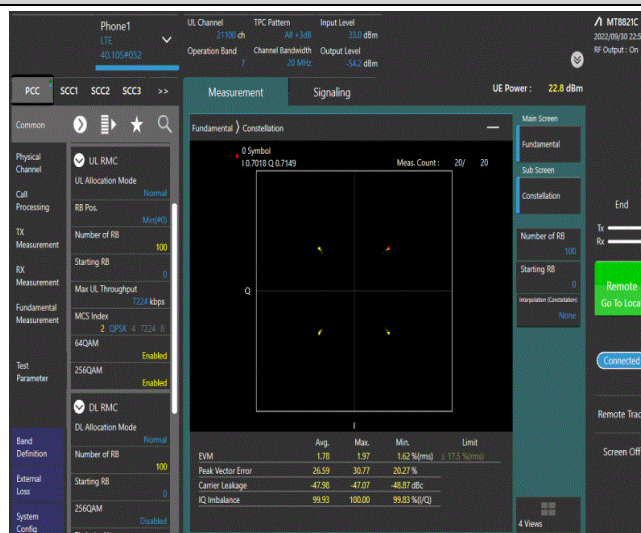 Phone1
LTE
40.10S#052
UL Channel
21100 ch
TPC Pattern
All +3dB
Input Level
33.0 dBm
Operation Band
7
Channel Bandwidth
20 MHz
Output Level
-54.2 dBm
MT8821C
2022/09/30 22:5
RF Output : On
PCC SCC1 SCC2 SCC3 >>
Measurement Signaling
UE Power : 22.8 dBm
Common
Physical
Channel
Call
Processing
TX
Measurement
RX
Measurement
Fundamental
Measurement
Test
Parameter
Band
Definition
External
Loss
System
Config
UL RMC
UL Allocation Mode
Normal
RB Pos.
Min(#0)
Number of RB
100
Starting RB
0
Max UL Throughput
7224 kbps
MCS Index
2 QPSK 4 7224 8
64QAM
Enabled
256QAM
Enabled
DL RMC
DL Allocation Mode
Normal
Number of RB
100
Starting RB
0
256QAM
Disabled
Fundamental > Constellation
0 Symbol
I 0.7018 Q 0.7149
Meas. Count : 20/ 20
Q
I
Avg. Max. Min. Limit
EVM 1.78 1.97 1.62 %(rms) ≤ 17.5 %(rms)
Peak Vector Error 26.59 30.77 20.27 %
Carrier Leakage -47.98 -47.07 -48.87 dBc
IQ Imbalance 99.93 100.00 99.83 %(I/Q)
Main Screen
Fundamental
Sub Screen
Constellation
Number of RB
100
Starting RB
0
Interpolation (Constellation)
None
4 Views
End
Tx
Rx
Remote
Go To Loca
Connected
Remote Trac
Screen Off